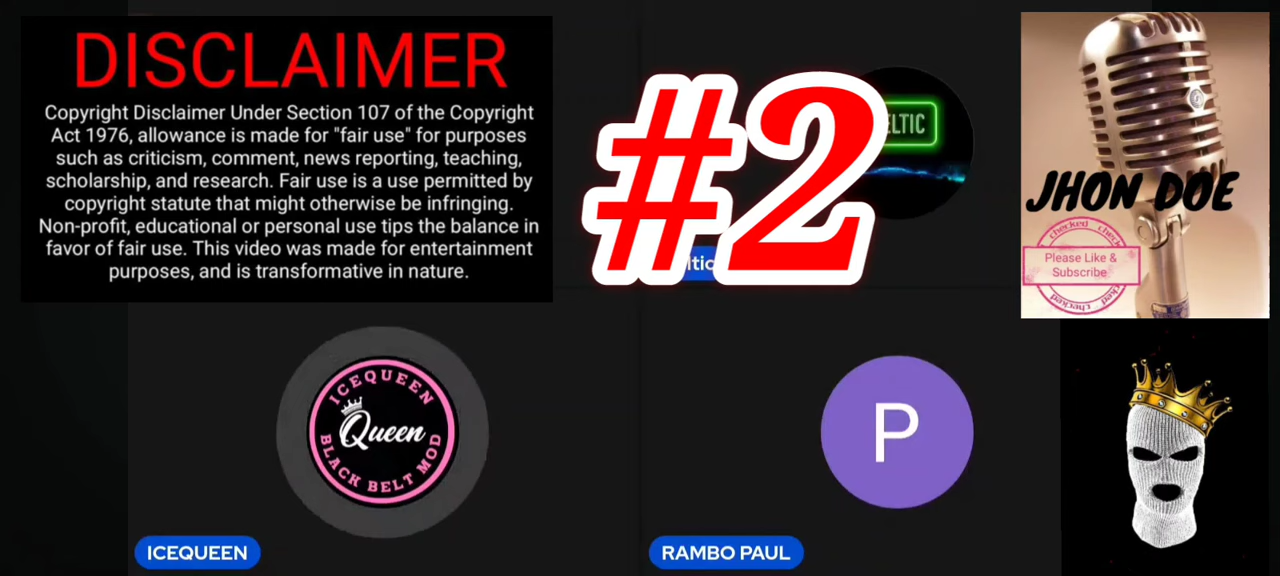 DISCLAIMER
Copyright Disclaimer Under Section 107 of the Copyright
Act 1976, allowance is made for "fair use" for purposes
such as criticism, comment, news reporting, teaching,
scholarship, and research. Fair use is a use permitted by
copyright statute that might otherwise be infringing.
Non-profit, educational or personal use tips the balance in
favor of fair use. This video was made for entertainment
purposes, and is transformative in nature.
#2
JHON DOE
checked
Please Like &
Subscribe
checked
ICEQUEEN
Queen
BLACK BELT MOD
P
ICEQUEEN
RAMBO PAUL